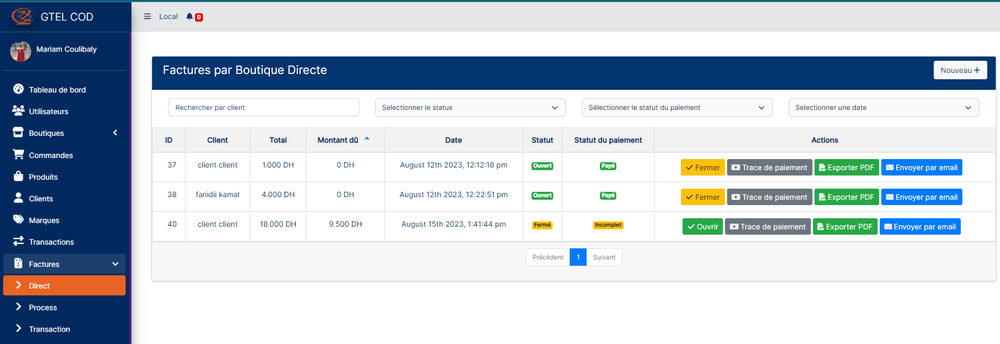 GTEL COD
Local 0
Mariam Coulibaly
Tableau de bord
Utilisateurs
Boutiques
Commandes
Produits
Clients
Marques
Transactions
Factures
Direct
Process
Transaction
Factures par Boutique Directe
Nouveau +
Rechercher par client
Selectionner le status
Sélectionner le statut du paiement
Selectionner une date
ID Client Total Montant dû Date Statut Statut du paiement Actions
37 client client 1.000 DH 0 DH August 12th 2023, 12:12:18 pm Ouvert Payé Fermer Trace de paiement Exporter PDF Envoyer par email
38 fanidii kamal 4.000 DH 0 DH August 12th 2023, 12:22:51 pm Ouvert Payé Fermer Trace de paiement Exporter PDF Envoyer par email
40 client client 18.000 DH 9.500 DH August 15th 2023, 1:41:44 pm Fermé Incomplet Ouvrir Trace de paiement Exporter PDF Envoyer par email
Précédent 1 Suivant